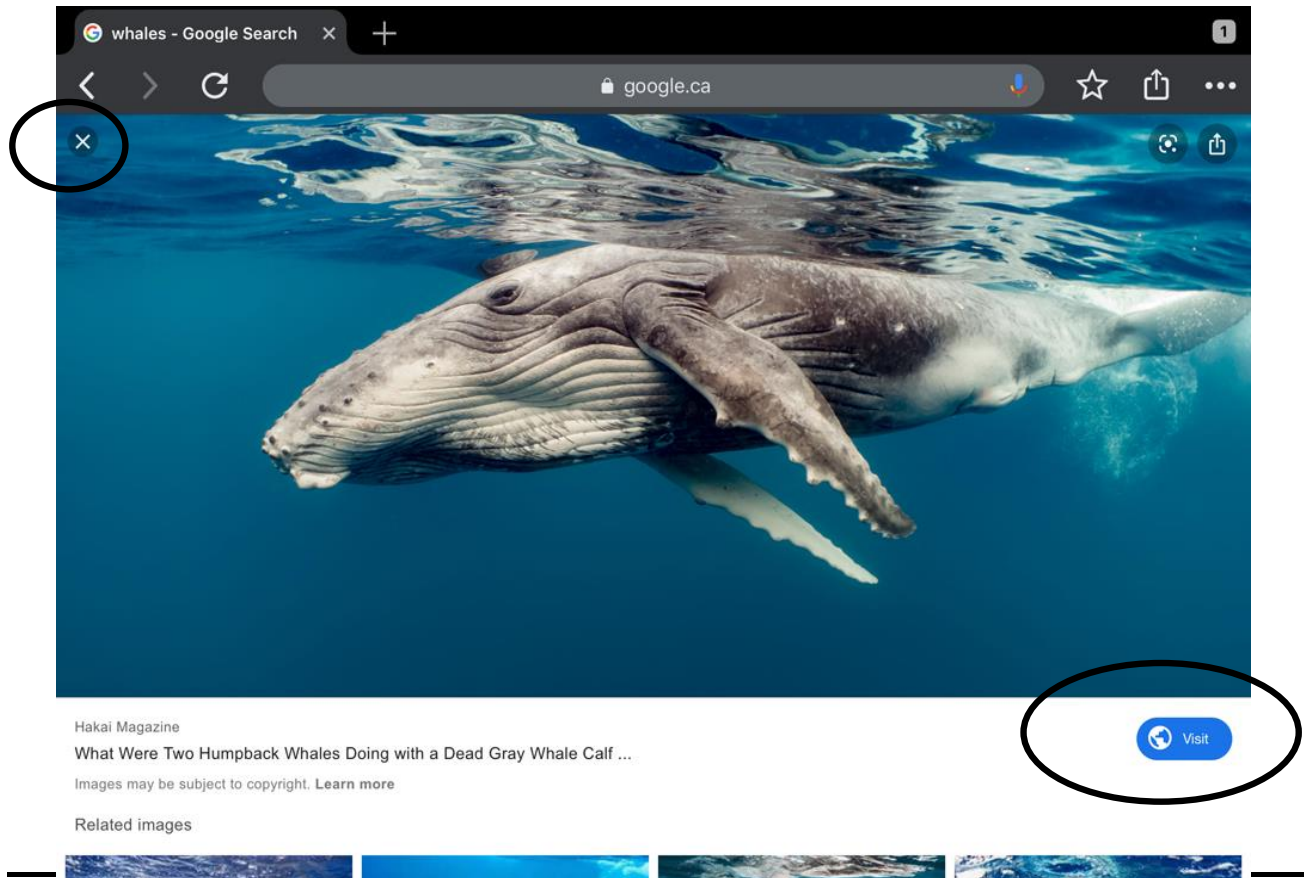 whales - Google Search
1
google.ca
Hakai Magazine
What Were Two Humpback Whales Doing with a Dead Gray Whale Calf ...
Visit
Images may be subject to copyright. Learn more
Related images